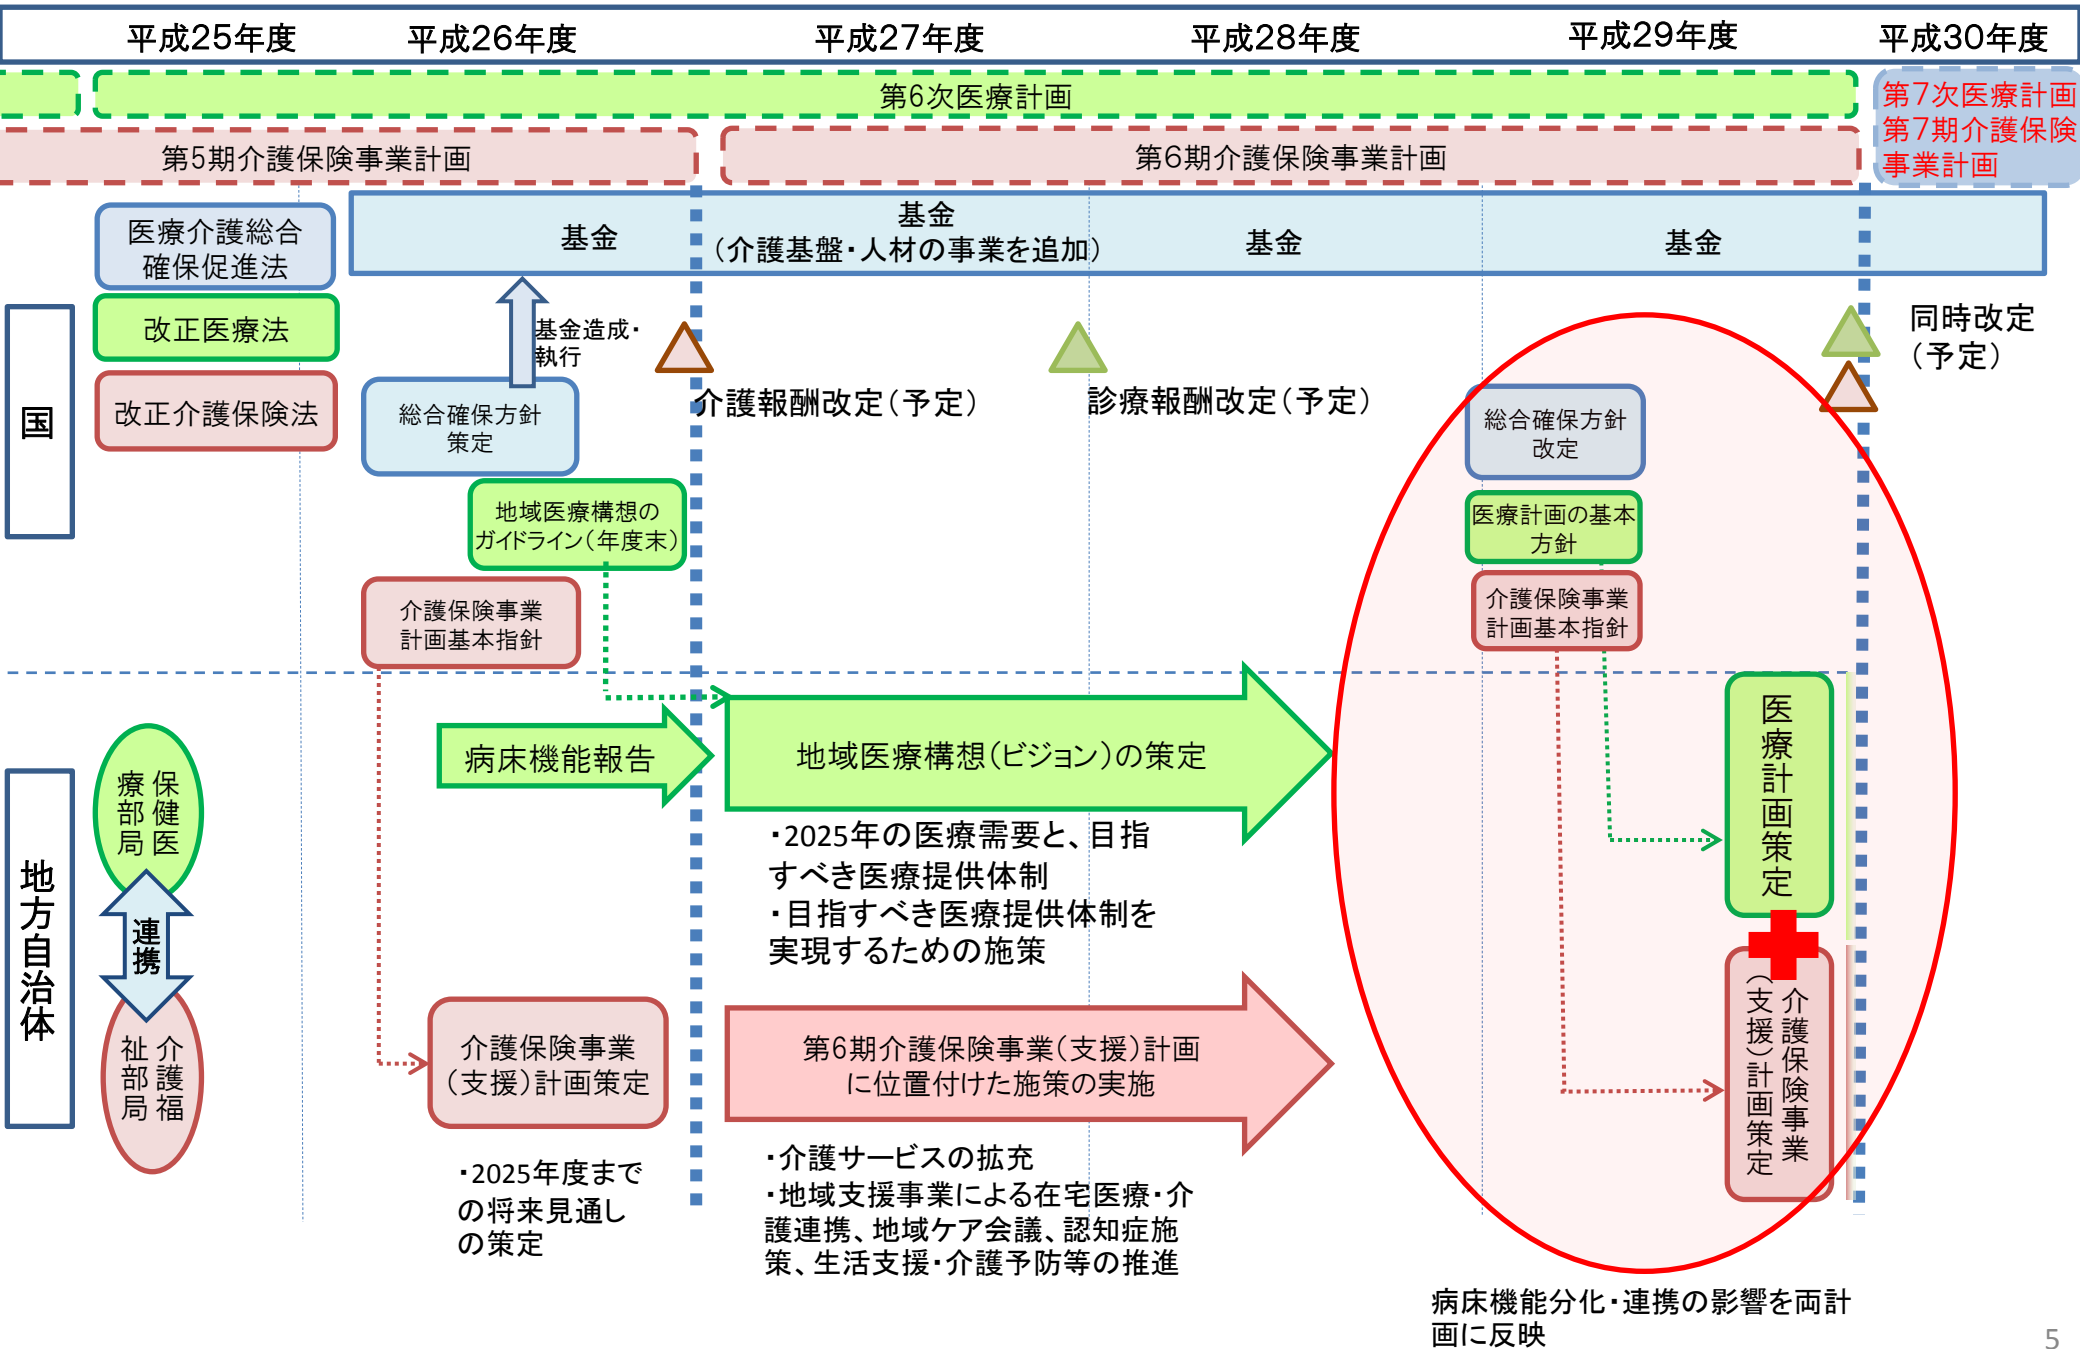 平成25年度
平成26年度
平成27年度
平成28年度
平成29年度
平成30年度
第6次医療計画
第7次医療計画
第7期介護保険
事業計画
第5期介護保険事業計画
第6期介護保険事業計画
医療介護総合
確保促進法
基金
基金
(介護基盤・人材の事業を追加)
基金
基金
改正医療法
改正介護保険法
国
基金造成・
執行
総合確保方針
策定
介護報酬改定(予定)
診療報酬改定(予定)
同時改定
(予定)
総合確保方針
改定
地域医療構想の
ガイドライン(年度末)
医療計画の基本
方針
介護保険事業
計画基本指針
介護保険事業
計画基本指針
地方自治体
保健医
療部局
連携
介護福
祉部局
病床機能報告
地域医療構想(ビジョン)の策定
・2025年の医療需要と、目指
すべき医療提供体制
・目指すべき医療提供体制を
実現するための施策
医療計画策定
介護保険事業
(支援)計画策定
介護保険事業
(支援)計画策定
第6期介護保険事業(支援)計画
に位置付けた施策の実施
・2025年度まで
の将来見通し
の策定
・介護サービスの拡充
・地域支援事業による在宅医療・介
護連携、地域ケア会議、認知症施
策、生活支援・介護予防等の推進
病床機能分化・連携の影響を両計
画に反映
5